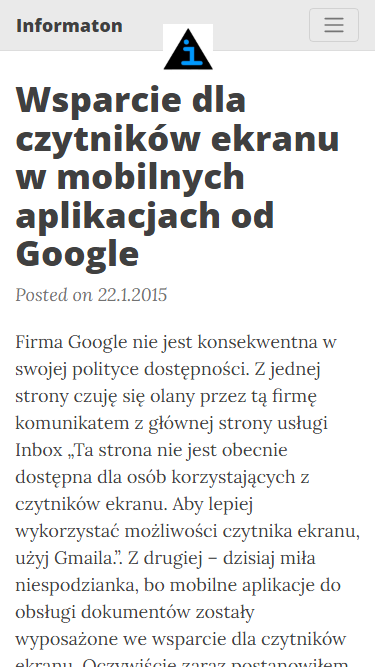 Informaton
i
Wsparcie dla
czytników ekranu
w mobilnych
aplikacjach od
Google
Posted on 22.1.2015
Firma Google nie jest konsekwentna w
swojej polityce dostępności. Z jednej
strony czuję się olany przez tą firmę
komunikatem z głównej strony usługi
Inbox „Ta strona nie jest obecnie
dostępna dla osób korzystających z
czytników ekranu. Aby lepiej
wykorzystać możliwości czytnika ekranu,
użyj Gmaila.”. Z drugiej – dzisiaj miła
niespodzianka, bo mobilne aplikacje do
obsługi dokumentów zostały
wyposażone we wsparcie dla czytników
ekranu. Oczywiście zaraz postanowiłem